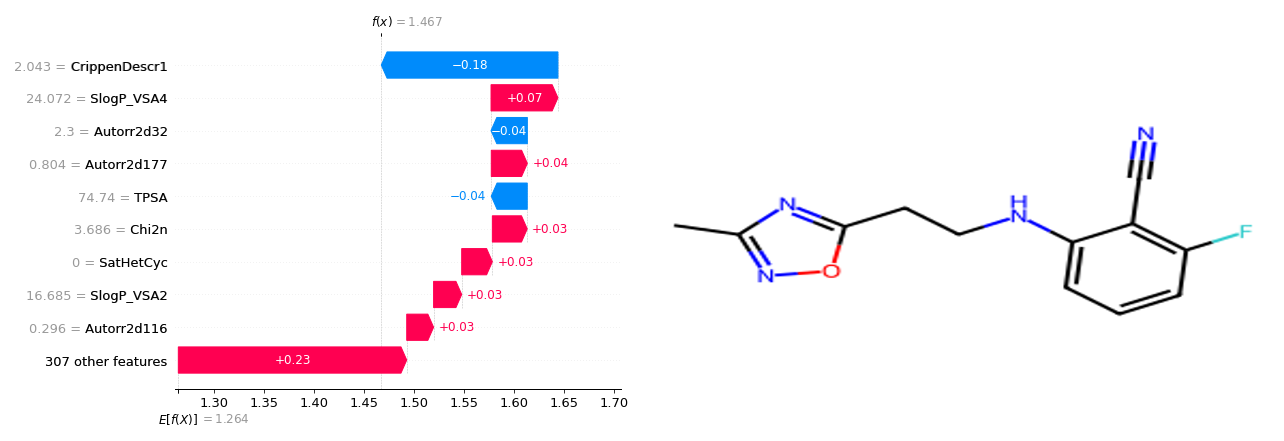 f(x) = 1.467
2.043 = CrippenDescr1
−0.18
24.072 = SlogP_VSA4
+0.07
2.3 = Autorr2d32
−0.04
0.804 = Autorr2d177
+0.04
74.74 = TPSA
−0.04
3.686 = Chi2n
+0.03
0 = SatHetCyc
+0.03
16.685 = SlogP_VSA2
+0.03
0.296 = Autorr2d116
+0.03
307 other features
+0.23
1.30 1.35 1.40 1.45 1.50 1.55 1.60 1.65 1.70
E[f(X)] = 1.264
N
N
O
N
H
N
N
F